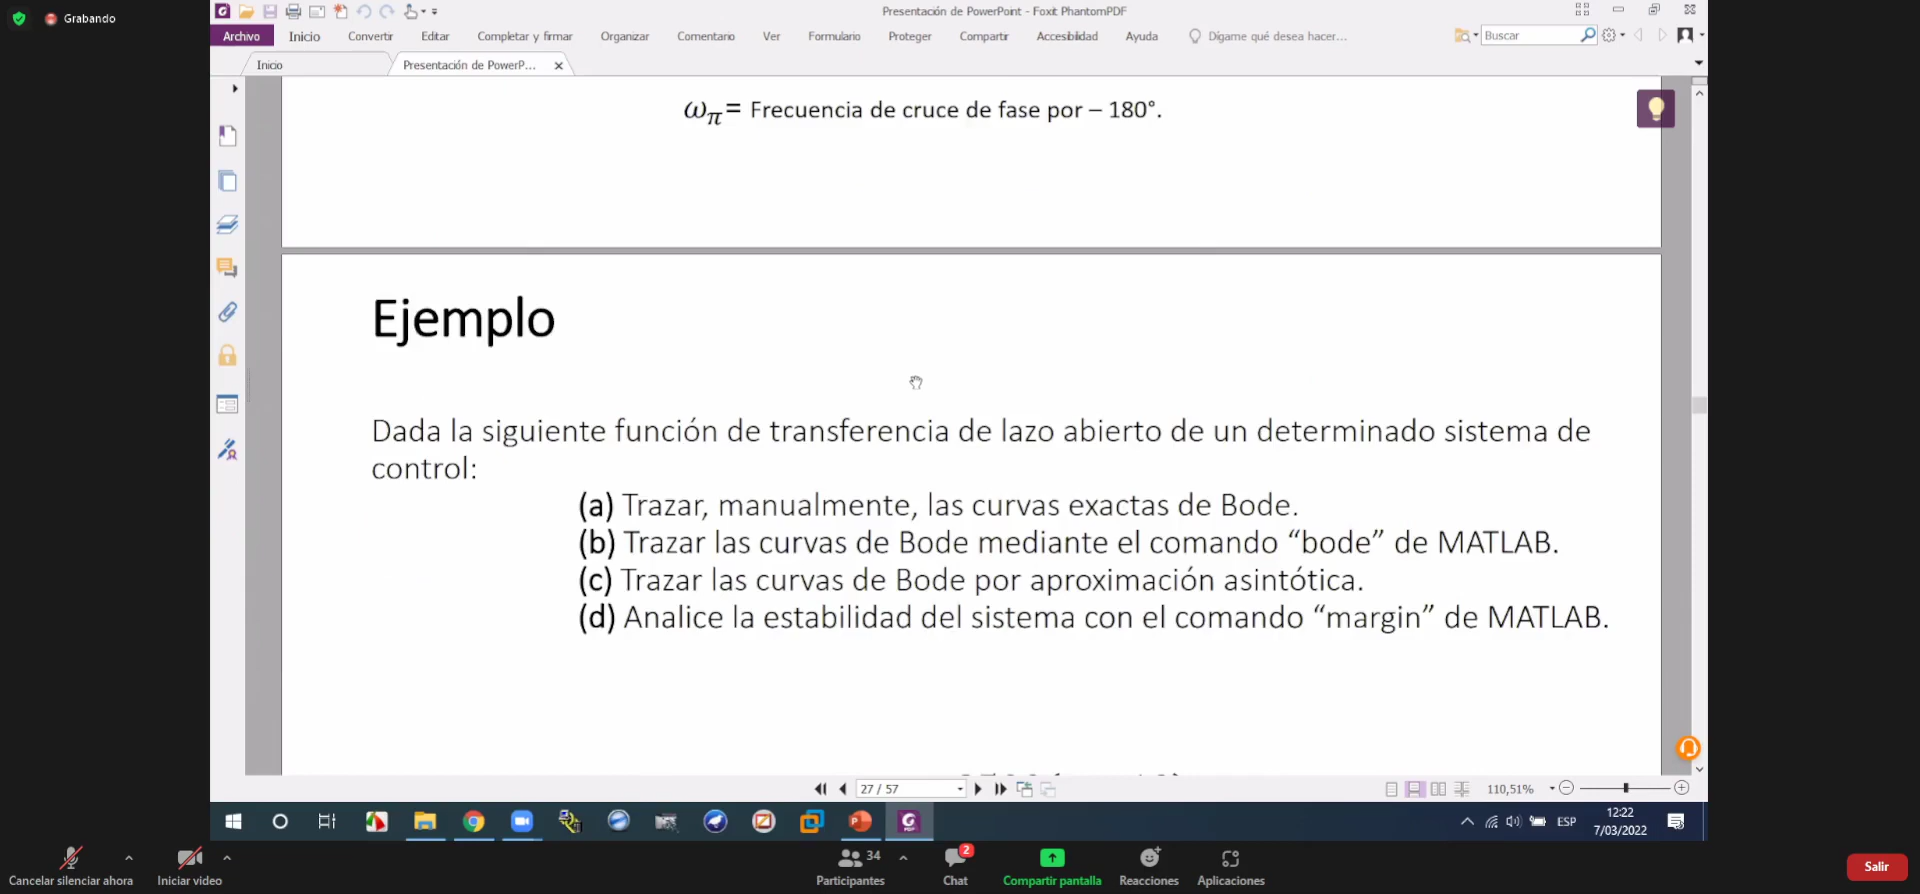 Grabando
Presentación de PowerPoint - Foxit PhantomPDF
Archivo Inicio Convertir Editar Completar y firmar Organizar Comentario Ver Formulario Proteger Compartir Accesibilidad Ayuda Dígame qué desea hacer... Buscar
Inicio Presentación de PowerP...
ω_π= Frecuencia de cruce de fase por – 180°.
Ejemplo
Dada la siguiente función de transferencia de lazo abierto de un determinado sistema de
control:
(a) Trazar, manualmente, las curvas exactas de Bode.
(b) Trazar las curvas de Bode mediante el comando “bode” de MATLAB.
(c) Trazar las curvas de Bode por aproximación asintótica.
(d) Analice la estabilidad del sistema con el comando “margin” de MATLAB.
27 / 57
110,51%
ESP
12:22
7/03/2022
34
2
Cancelar silenciar ahora Iniciar video Participantes Chat Compartir pantalla Reacciones Aplicaciones Salir